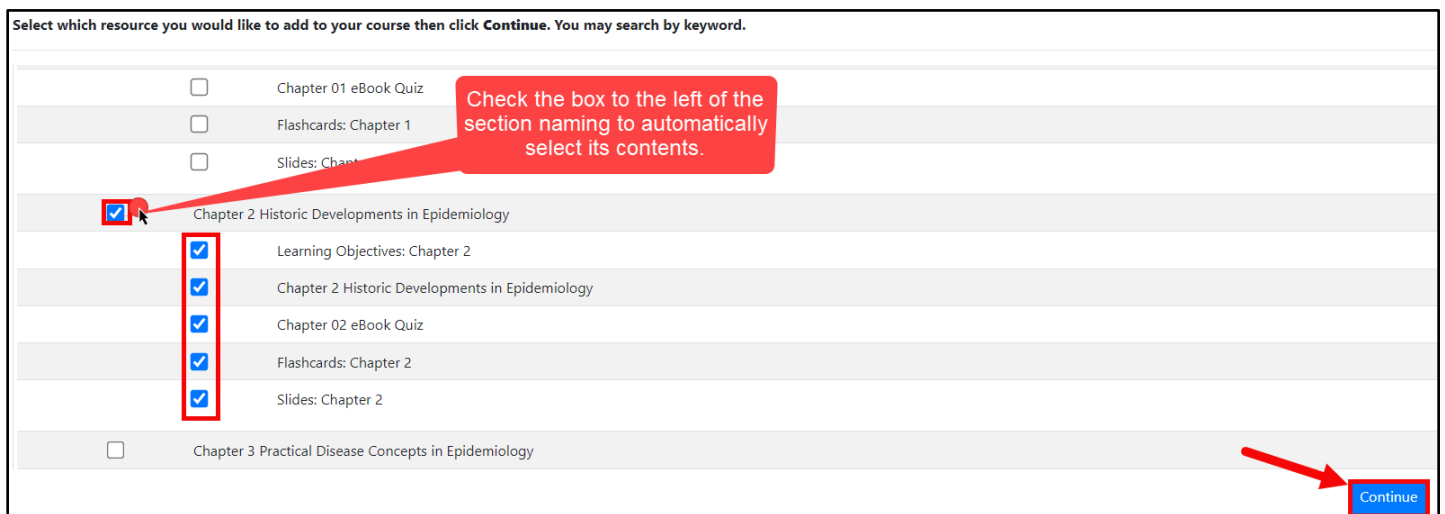 Select which resource you would like to add to your course then click Continue. You may search by keyword.
Chapter 01 eBook Quiz
Flashcards: Chapter 1
Slides:
Check the box to the left of the
section naming to automatically
select its contents.
Chapter 2 Historic Developments in Epidemiology
Learning Objectives: Chapter 2
Chapter 2 Historic Developments in Epidemiology
Chapter 02 eBook Quiz
Flashcards: Chapter 2
Slides: Chapter 2
Chapter 3 Practical Disease Concepts in Epidemiology
Continue